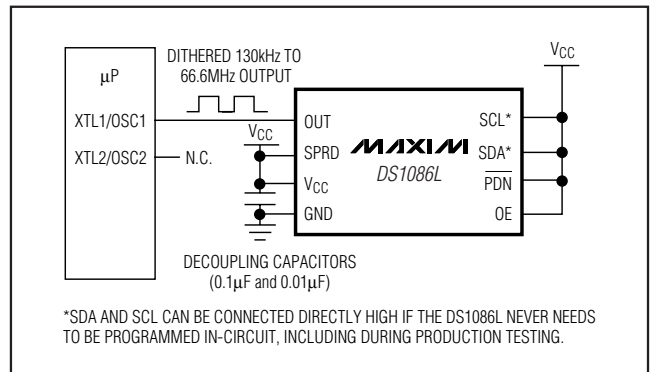 DITHERED 130kHz TO
66.6MHz OUTPUT
VCC
μP
XTL1/OSC1
OUT
SCL*
VCC
XTL2/OSC2
N.C.
SPRD
MAXIM
SDA*
DS1086L
VCC
PDN
GND
OE
DECOUPLING CAPACITORS
(0.1μF and 0.01μF)
*SDA AND SCL CAN BE CONNECTED DIRECTLY HIGH IF THE DS1086L NEVER NEEDS
TO BE PROGRAMMED IN-CIRCUIT, INCLUDING DURING PRODUCTION TESTING.